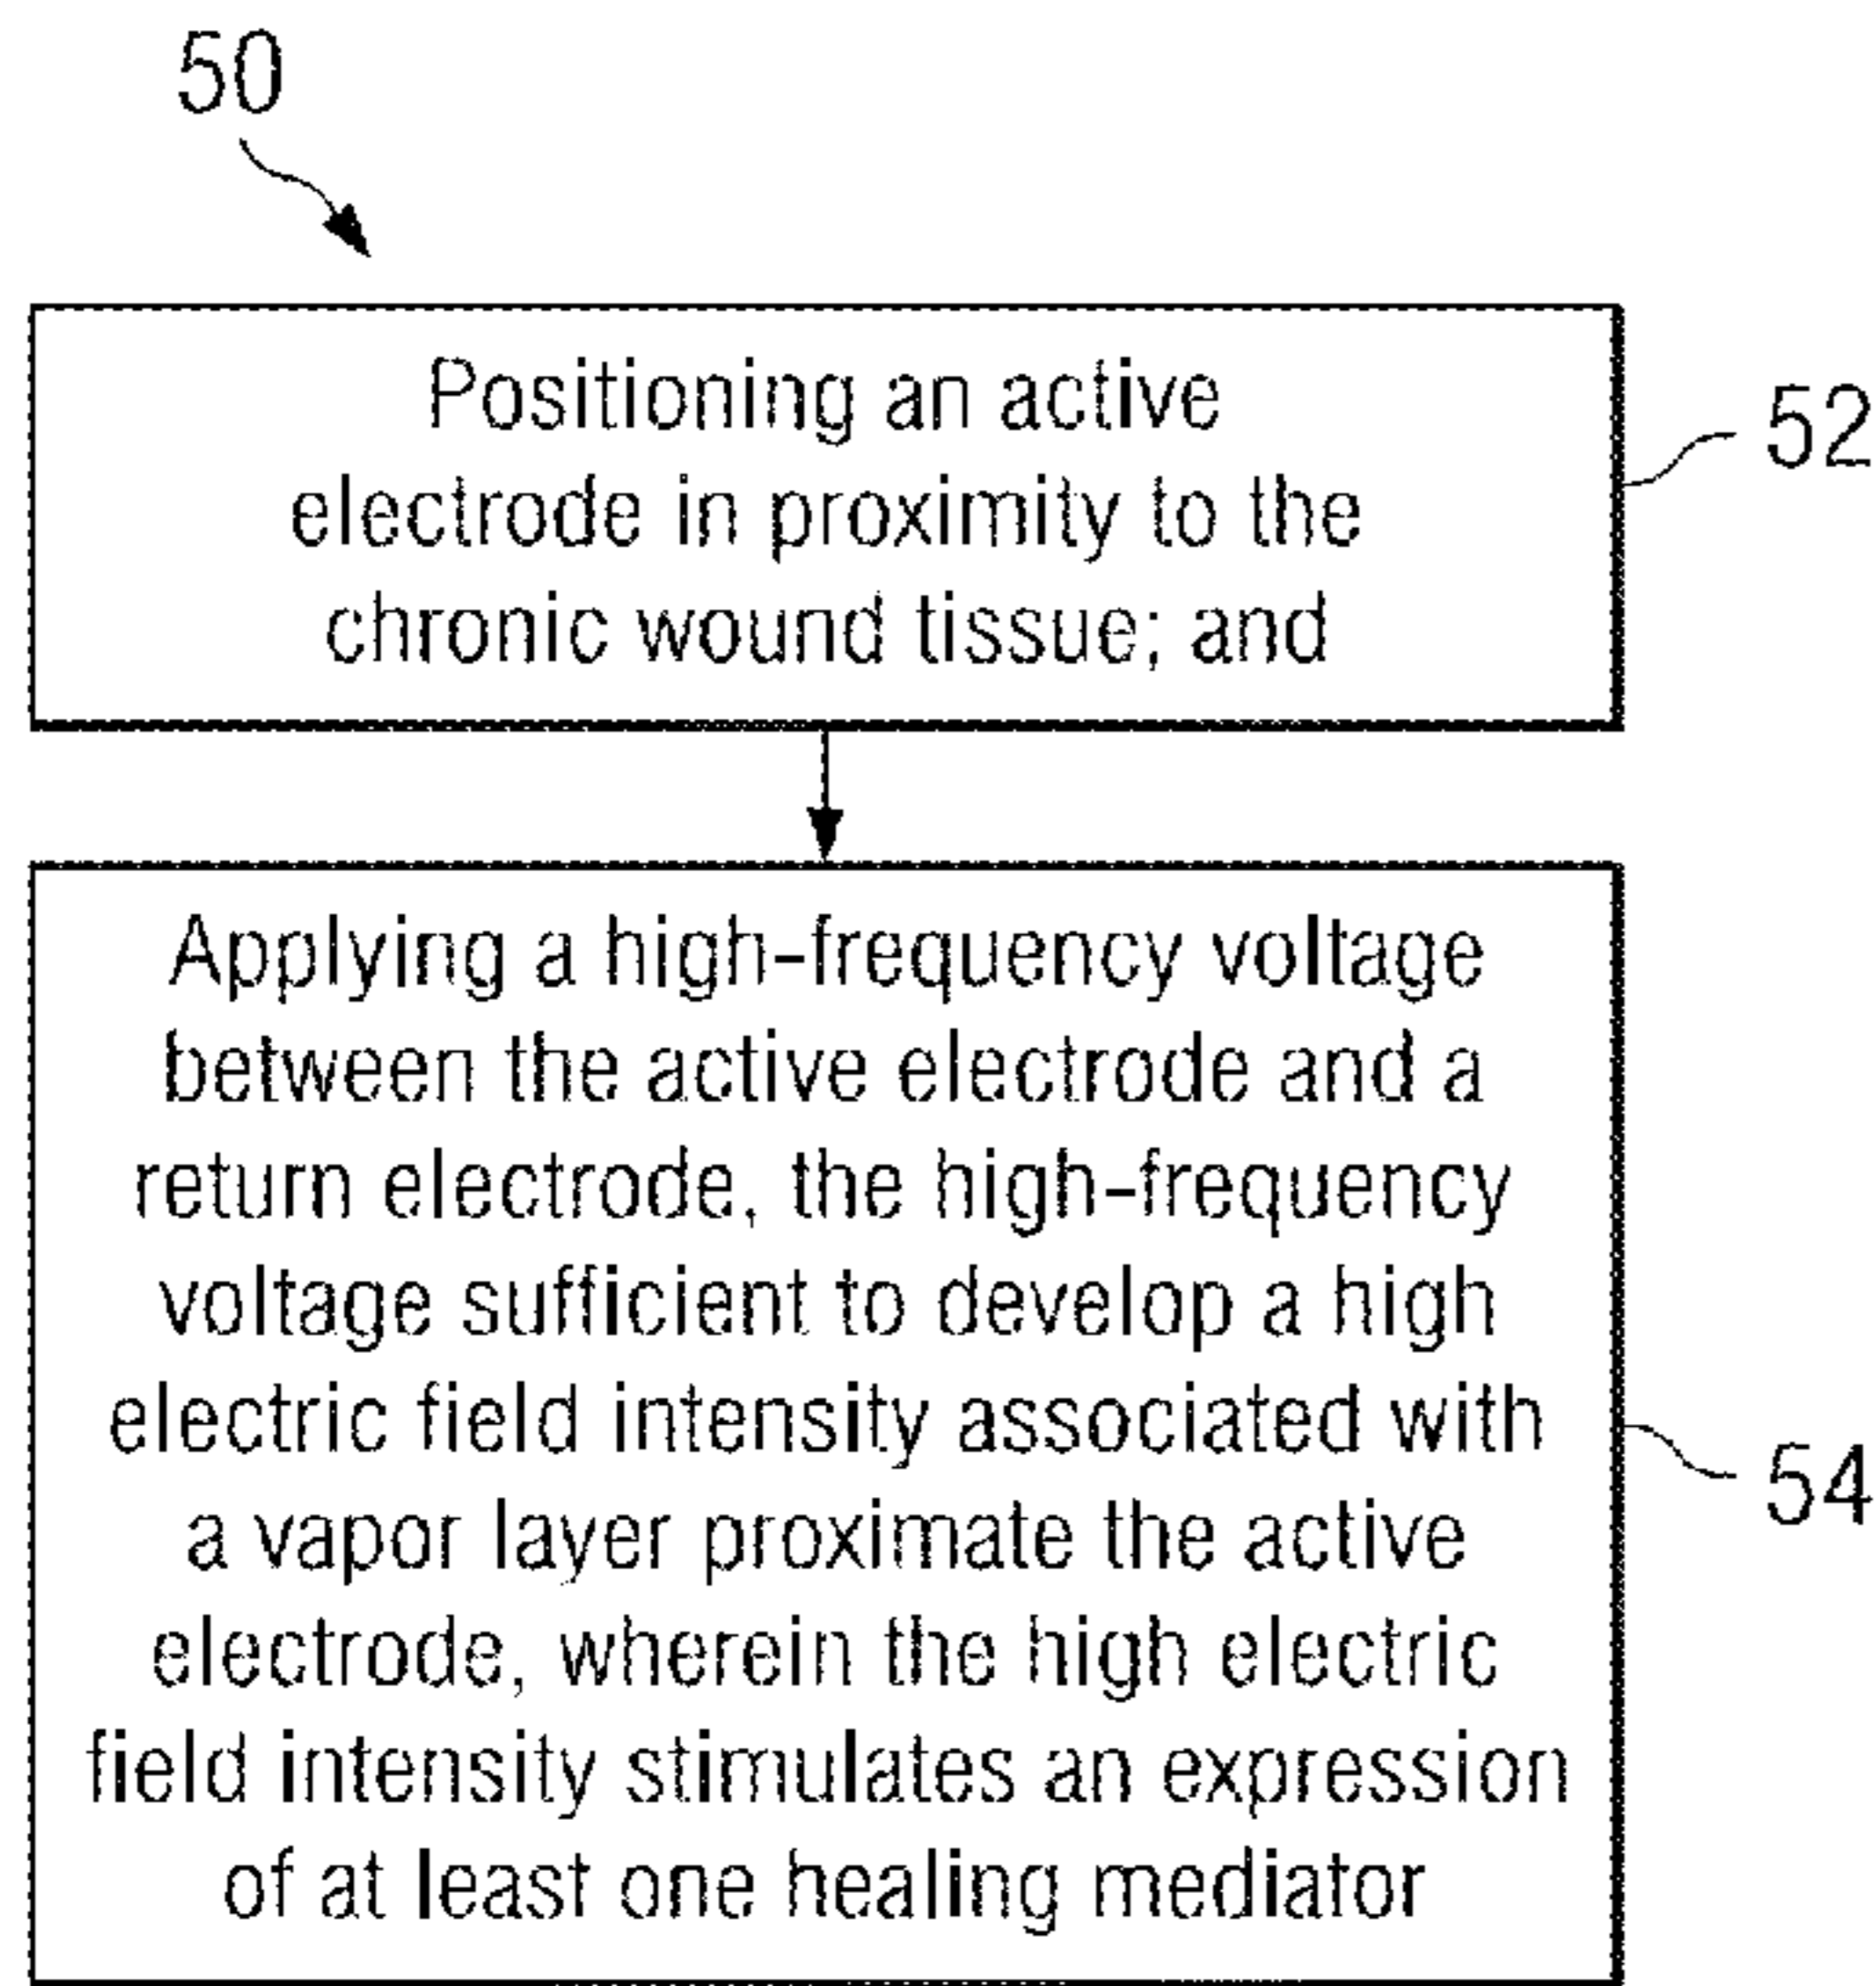 50
Positioning an active
electrode in proximity to the
chronic wound tissue; and
52
Applying a high-frequency voltage
between the active electrode and a
return electrode, the high-frequency
voltage sufficient to develop a high
electric field intensity associated with
a vapor layer proximate the active
electrode, wherein the high electric
field intensity stimulates an expression
of at least one healing mediator
54